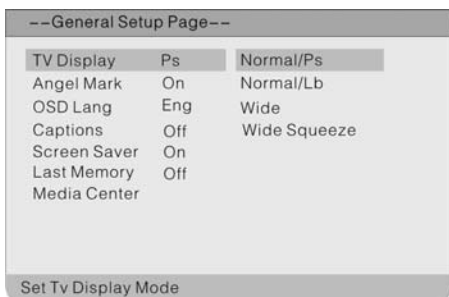 --General Setup Page--
TV Display Ps Normal/Ps
Angel Mark On Normal/Lb
OSD Lang Eng Wide
Captions Off Wide Squeeze
Screen Saver On
Last Memory Off
Media Center
Set Tv Display Mode